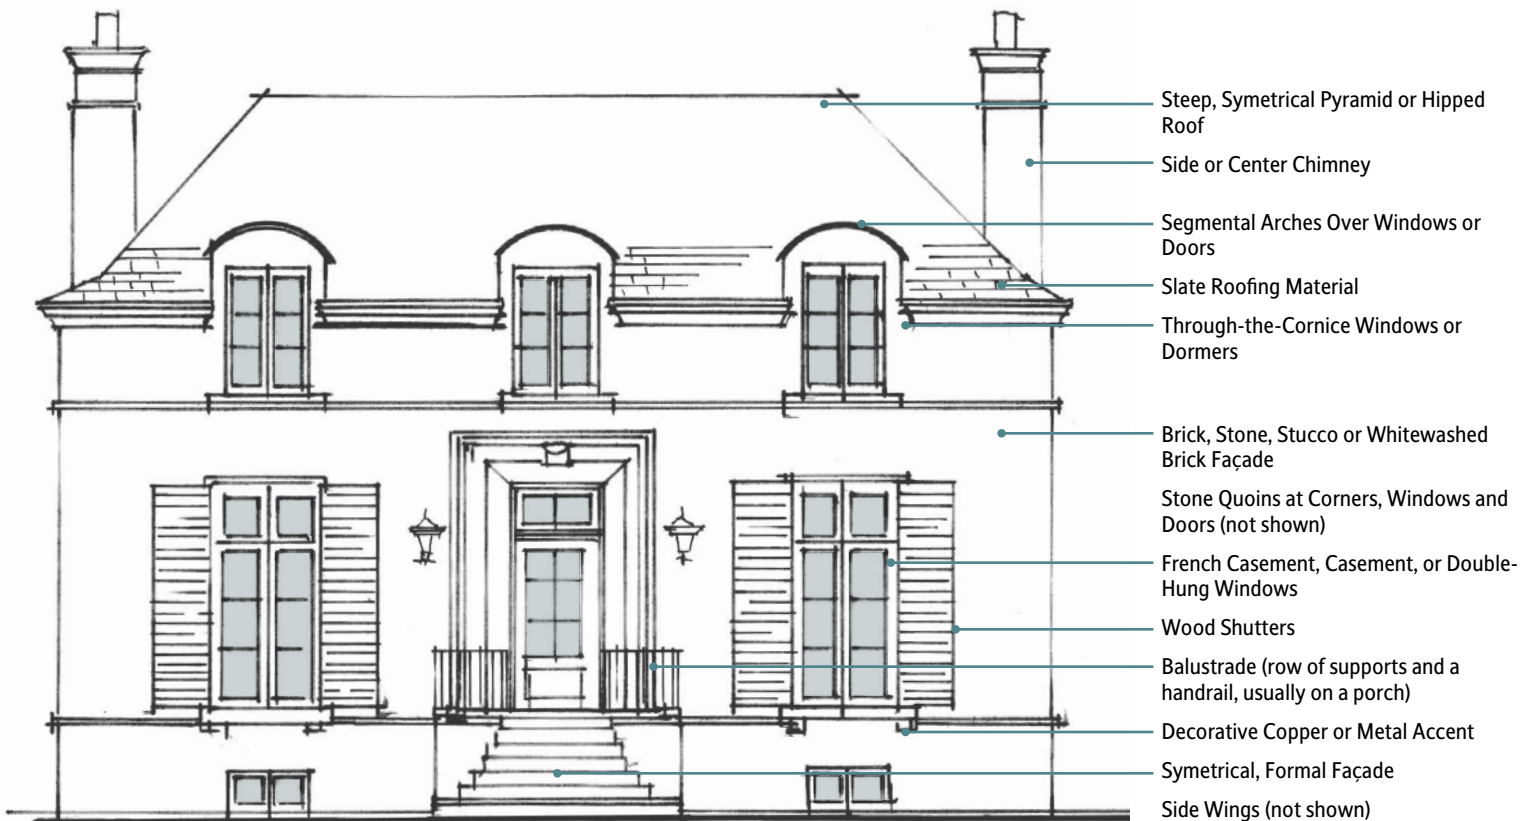 Steep, Symetrical Pyramid or Hipped
Roof
Side or Center Chimney
Segmental Arches Over Windows or
Doors
Slate Roofing Material
Through-the-Cornice Windows or
Dormers
Brick, Stone, Stucco or Whitewashed
Brick Façade
Stone Quoins at Corners, Windows and
Doors (not shown)
French Casement, Casement, or Double-
Hung Windows
Wood Shutters
Balustrade (row of supports and a
handrail, usually on a porch)
Decorative Copper or Metal Accent
Symetrical, Formal Façade
Side Wings (not shown)